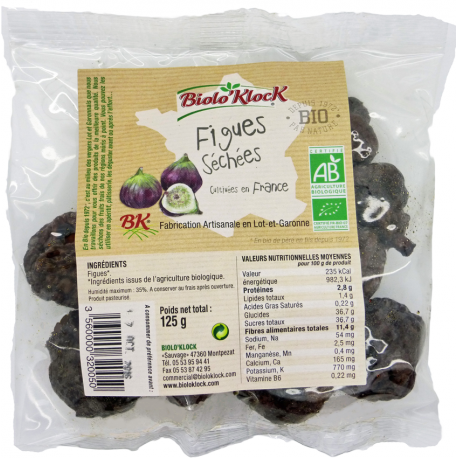 Biolo'KlocK
BIO
Figues
Séchées
Cultivées en France
CERTIFIÉ
AB
AGRICULTURE
BIOLOGIQUE
BK
Fabrication Artisanale en Lot-et-Garonne
INGRÉDIENTS
Figues*.
*Ingrédients issus de l'agriculture biologique.
Humidité maximum : 35%. A conserver au frais après ouverture.
Produit pasteurisé.
Poids net total :
125 g
BIOLO'KLOCK
«Sauvage» 47360 Montpezat
Tél. 05 53 95 94 41
Fax 05 53 87 42 95
commercial@bioloklock.com
www.bioloklock.com
A consommer de préférence avant :
3560000320050
VALEURS NUTRITIONNELLES MOYENNES
pour 100 g de produit
Valeur 235 kCal
énergétique 982,3 kJ
Protéines 2,8 g
Lipides totaux 1,4 g
Acides Gras Saturés 0,22 g
Glucides 36,7 g
Sucres totaux 36,7 g
Fibres alimentaires totales 11,4 g
Sodium, Na 54 mg
Fer, Fe 2,5 mg
Manganèse, Mn 0,4 mg
Calcium, Ca 165 mg
Potassium, K 770 mg
Vitamine B6 0,22 mg